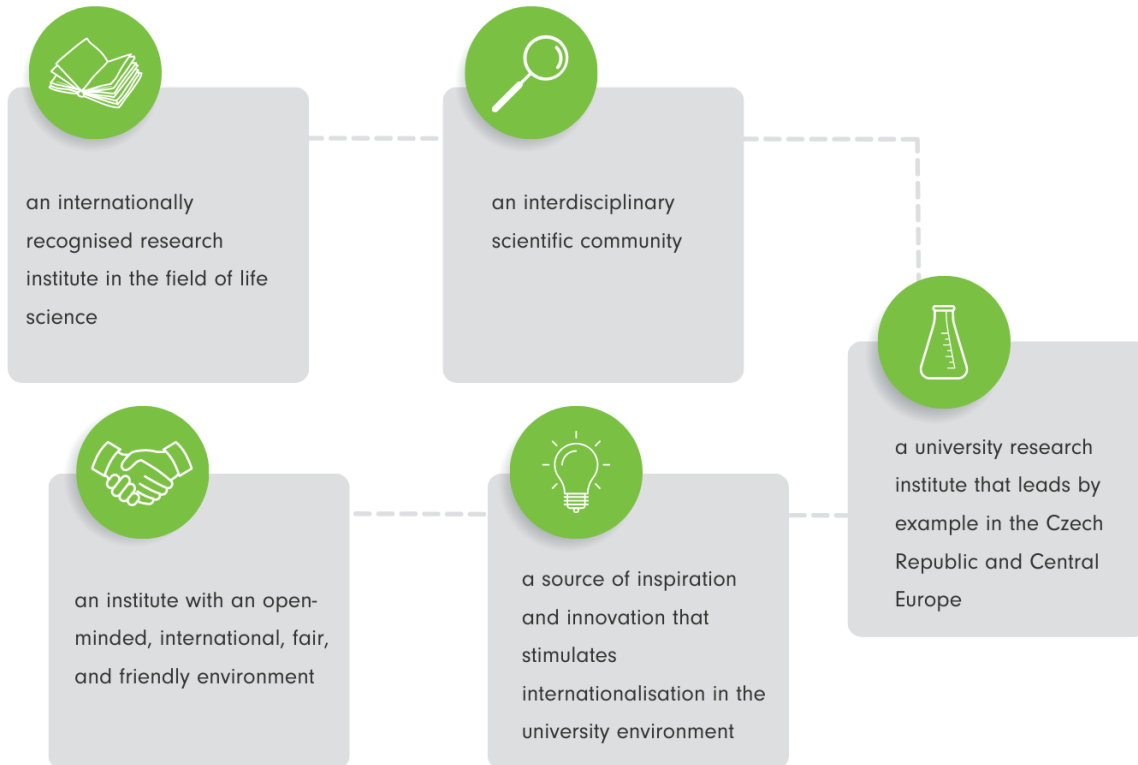 an internationally
recognised research
institute in the field of life
science
an interdisciplinary
scientific community
a university research
institute that leads by
example in the Czech
Republic and Central
Europe
a source of inspiration
and innovation that
stimulates
internationalisation in the
university environment
an institute with an open-
minded, international, fair,
and friendly environment